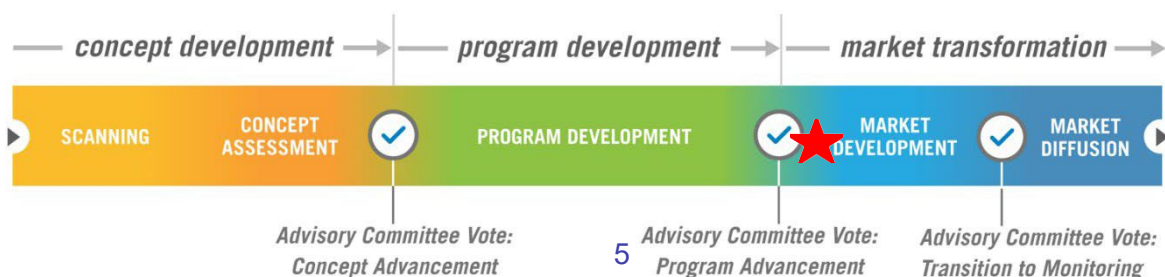 concept development
program development
market transformation
SCANNING
CONCEPT
ASSESSMENT
PROGRAM DEVELOPMENT
MARKET
DEVELOPMENT
MARKET
DIFFUSION
Advisory Committee Vote:
Concept Advancement
5
Advisory Committee Vote:
Program Advancement
Advisory Committee Vote:
Transition to Monitoring